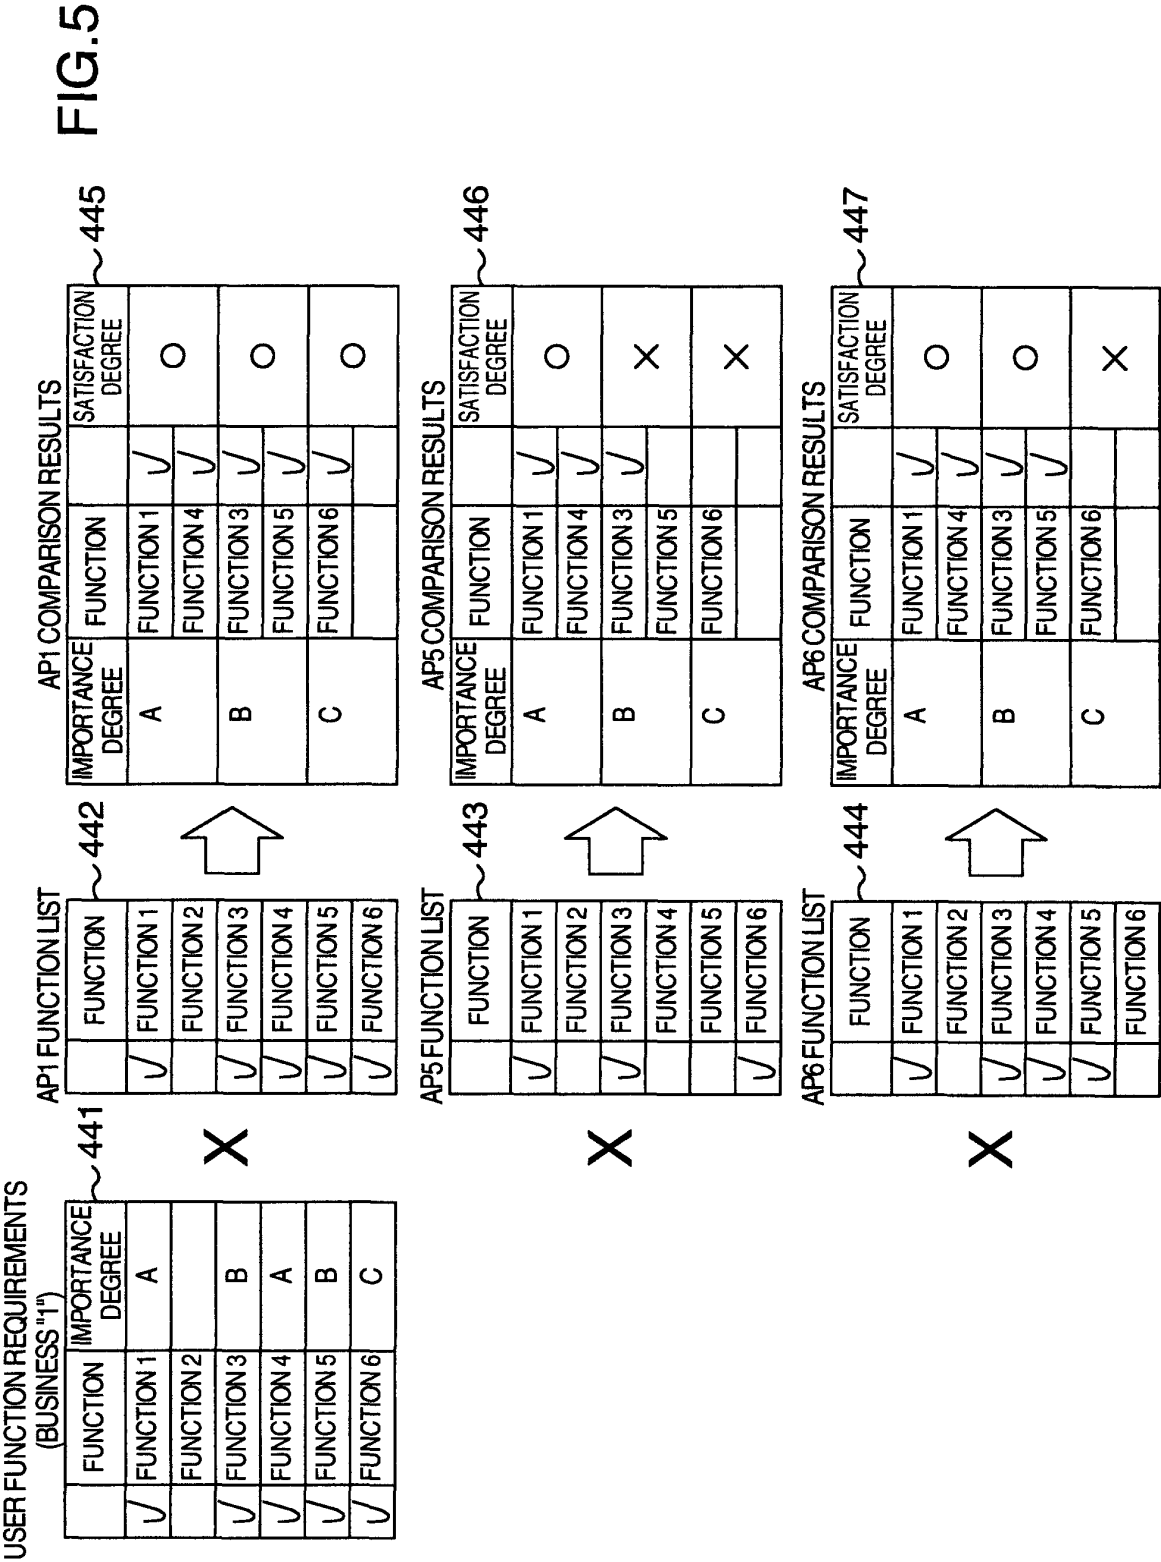 FIG.5
USER FUNCTION REQUIREMENTS
(BUSINESS "1")
441
FUNCTION IMPORTANCE DEGREE
✓ FUNCTION 1 A
FUNCTION 2
✓ FUNCTION 3 B
✓ FUNCTION 4 A
✓ FUNCTION 5 B
✓ FUNCTION 6 C
X
AP1 FUNCTION LIST
442
FUNCTION
✓ FUNCTION 1
FUNCTION 2
✓ FUNCTION 3
✓ FUNCTION 4
✓ FUNCTION 5
✓ FUNCTION 6
AP1 COMPARISON RESULTS
445
IMPORTANCE DEGREE FUNCTION SATISFACTION DEGREE
A FUNCTION 1 ✓ O
FUNCTION 4 ✓
B FUNCTION 3 ✓ O
FUNCTION 5 ✓
C FUNCTION 6 ✓ O
X
AP5 FUNCTION LIST
443
FUNCTION
✓ FUNCTION 1
FUNCTION 2
✓ FUNCTION 3
FUNCTION 4
FUNCTION 5
✓ FUNCTION 6
AP5 COMPARISON RESULTS
446
IMPORTANCE DEGREE FUNCTION SATISFACTION DEGREE
A FUNCTION 1 ✓ O
FUNCTION 4 ✓
B FUNCTION 3 ✓ X
FUNCTION 5
C FUNCTION 6 X
X
AP6 FUNCTION LIST
444
FUNCTION
✓ FUNCTION 1
FUNCTION 2
✓ FUNCTION 3
✓ FUNCTION 4
✓ FUNCTION 5
FUNCTION 6
AP6 COMPARISON RESULTS
447
IMPORTANCE DEGREE FUNCTION SATISFACTION DEGREE
A FUNCTION 1 ✓ O
FUNCTION 4 ✓
B FUNCTION 3 ✓ O
FUNCTION 5 ✓
C FUNCTION 6 X